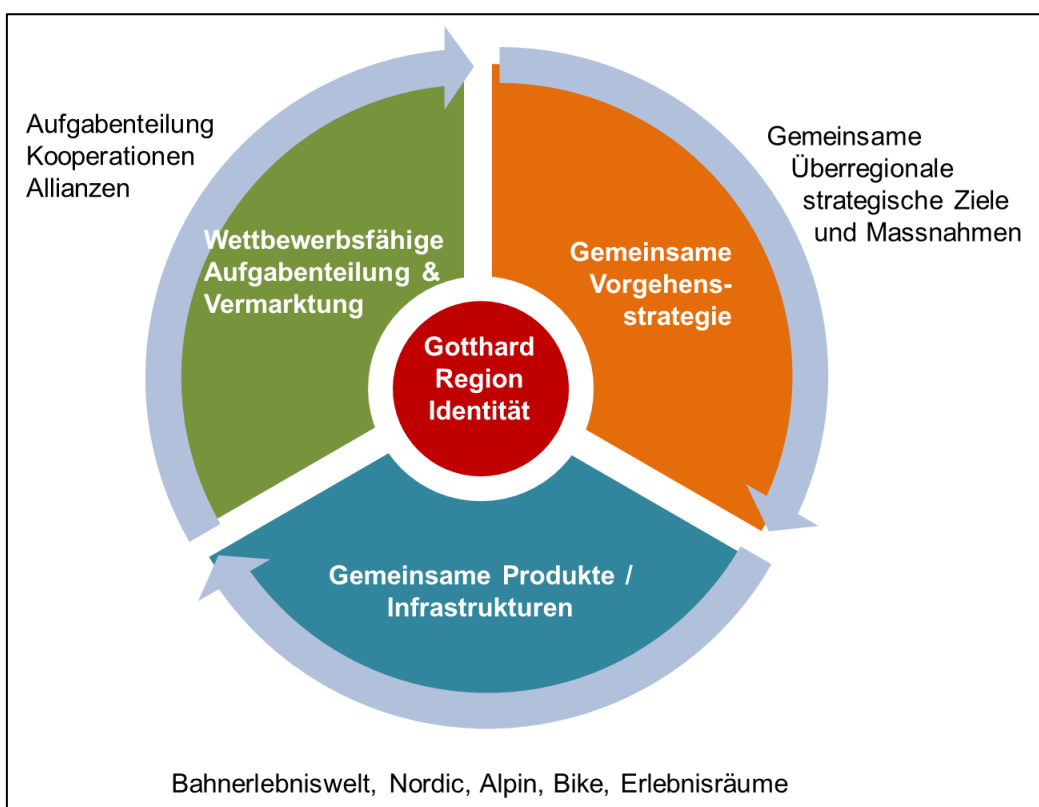 Aufgabenteilung
Kooperationen
Allianzen
Gemeinsame
Überregionale
strategische Ziele
und Massnahmen
Wettbewerbsfähige
Aufgabenteilung &
Vermarktung
Gemeinsame
Vorgehens-
strategie
Gotthard
Region
Identität
Gemeinsame Produkte /
Infrastrukturen
Bahnerlebniswelt, Nordic, Alpin, Bike, Erlebnisräume